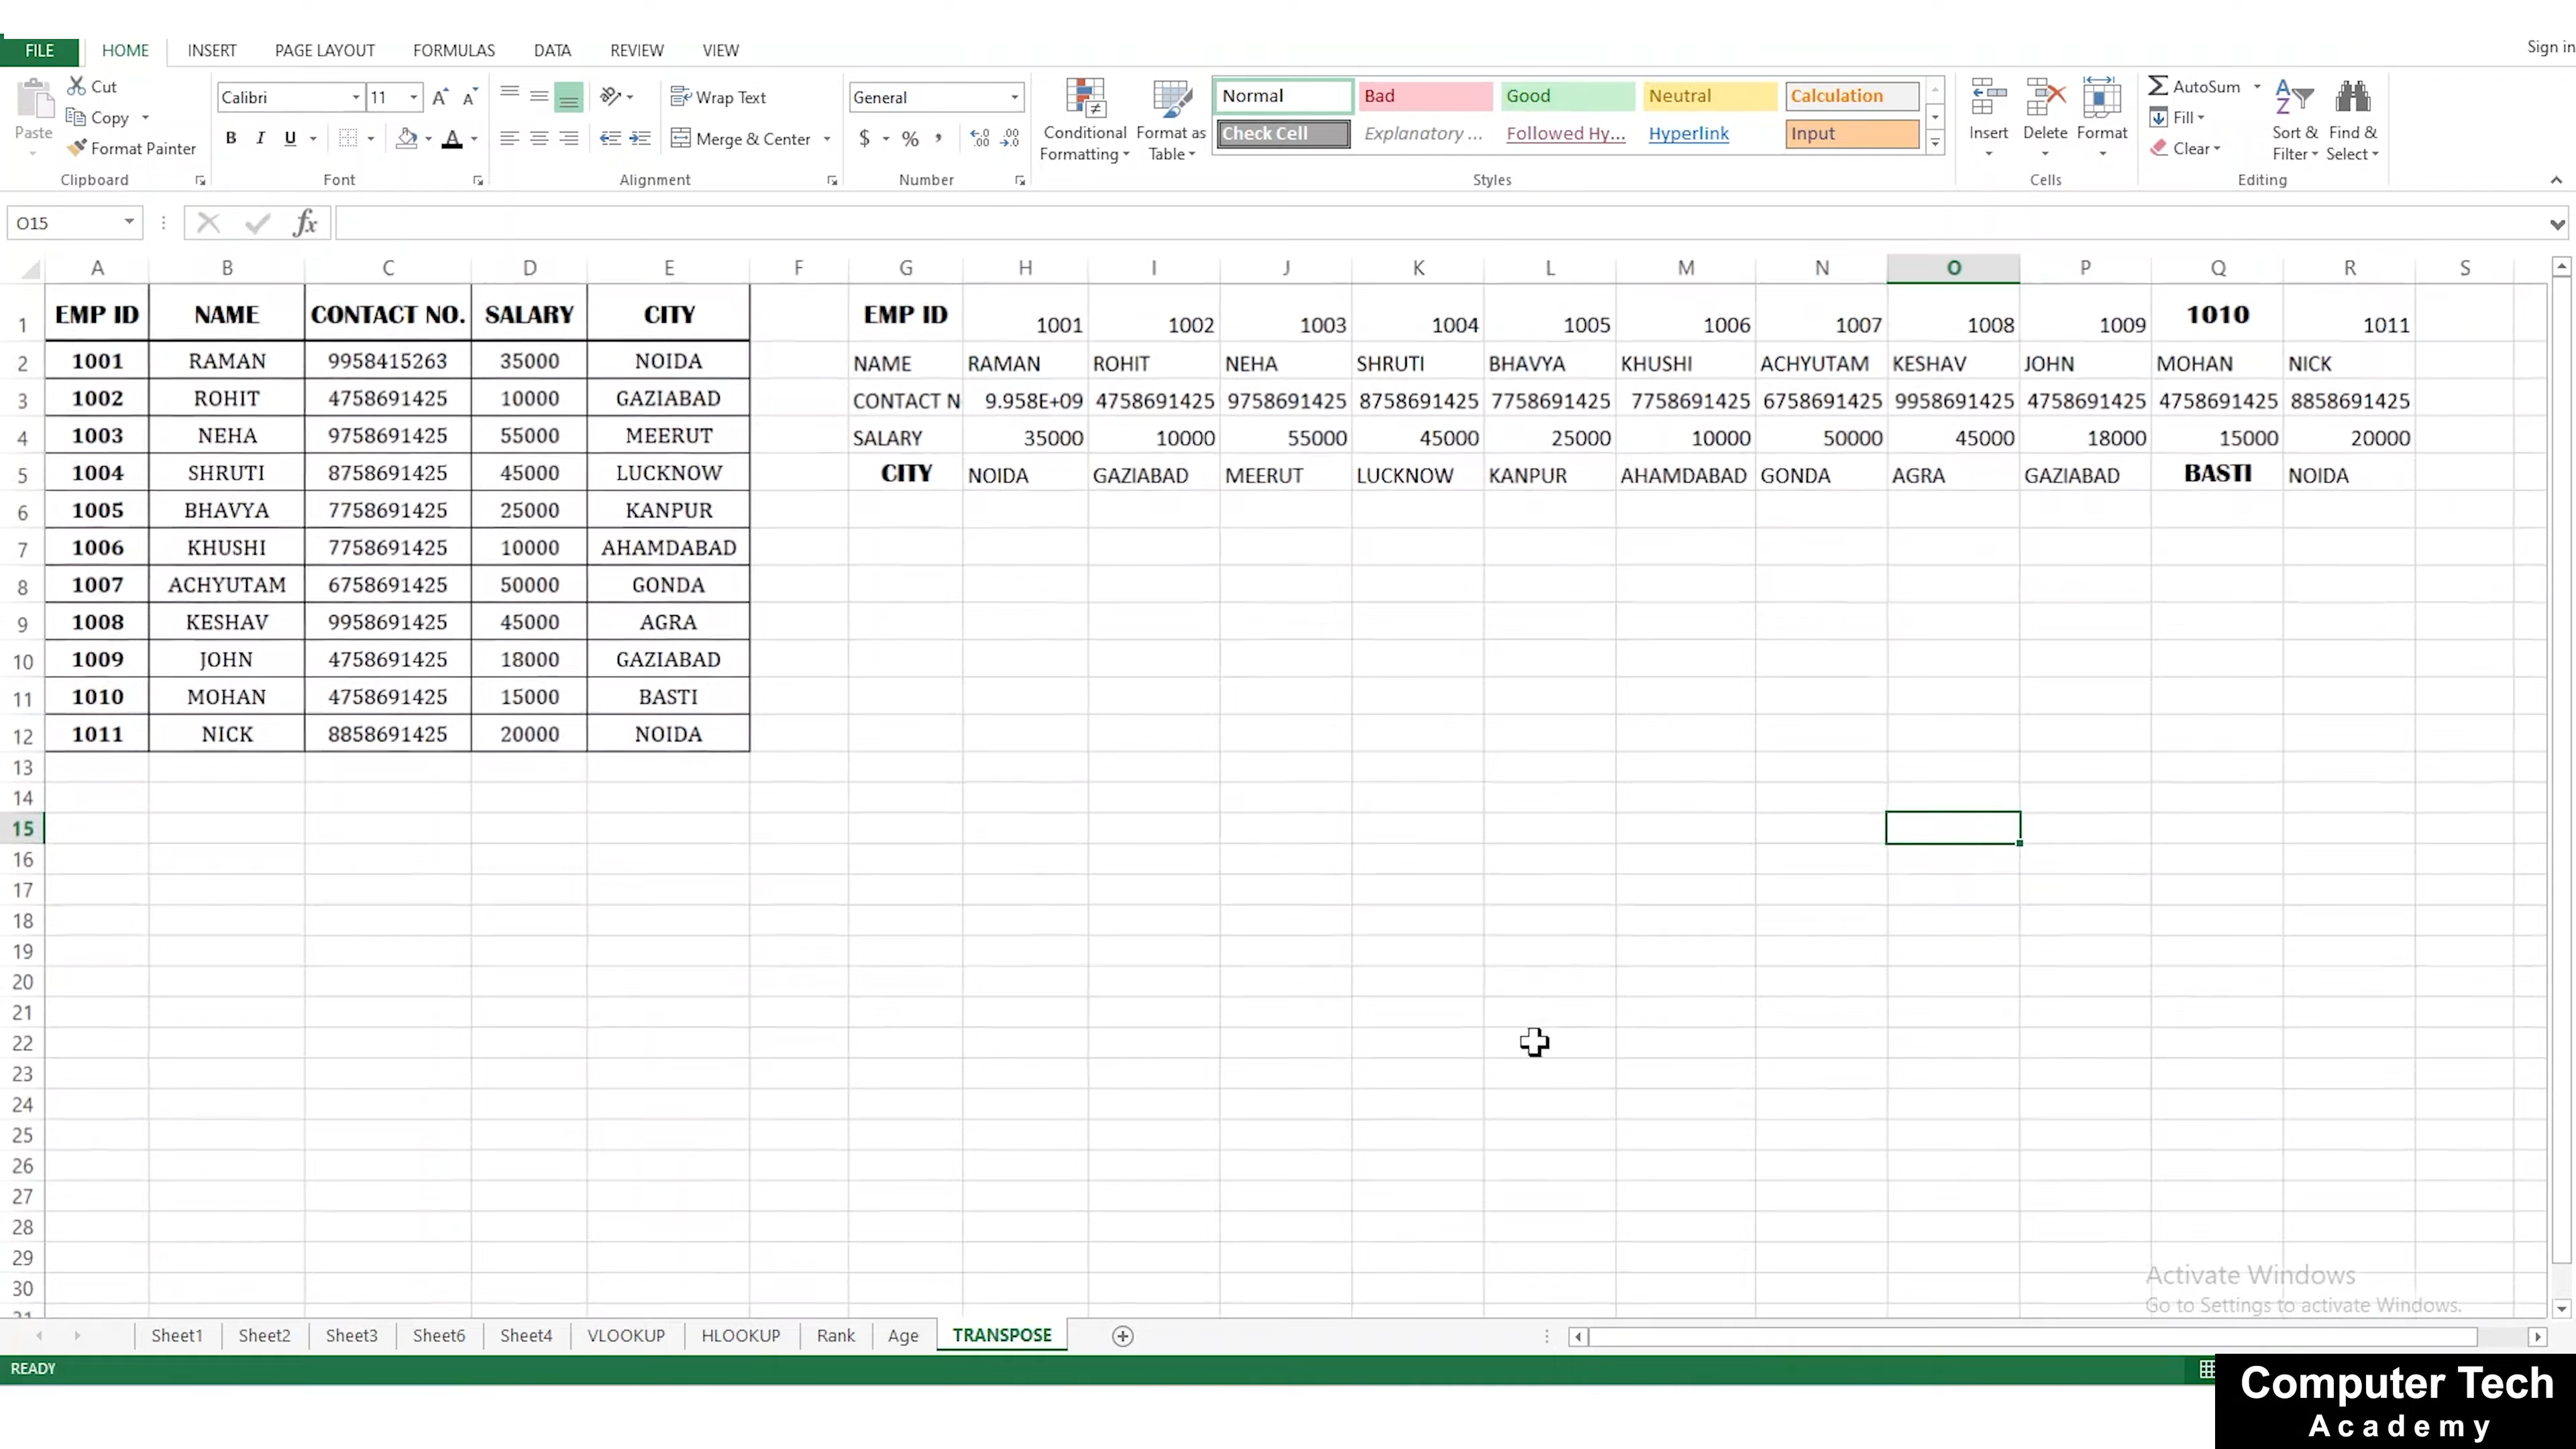 Sign in
FILE HOME INSERT PAGE LAYOUT FORMULAS DATA REVIEW VIEW
Paste Cut Copy Format Painter Clipboard
Calibri 11 B I U A Font
Wrap Text Merge & Center Alignment
General $ % , Number
Conditional Formatting Format as Table
Normal Bad Good Neutral Calculation
Check Cell Explanatory ... Followed Hy... Hyperlink Input
Styles
Insert Delete Format Cells
AutoSum Fill Clear Sort & Filter Find & Select Editing
O15 fx
A B C D E F G H I J K L M N O P Q R S
1 EMP ID NAME CONTACT NO. SALARY CITY EMP ID 1001 1002 1003 1004 1005 1006 1007 1008 1009 1010 1011
2 1001 RAMAN 9958415263 35000 NOIDA NAME RAMAN ROHIT NEHA SHRUTI BHAVYA KHUSHI ACHYUTAM KESHAV JOHN MOHAN NICK
3 1002 ROHIT 4758691425 10000 GAZIABAD CONTACT N 9.958E+09 4758691425 9758691425 8758691425 7758691425 7758691425 6758691425 9958691425 4758691425 4758691425 8858691425
4 1003 NEHA 9758691425 55000 MEERUT SALARY 35000 10000 55000 45000 25000 10000 50000 45000 18000 15000 20000
5 1004 SHRUTI 8758691425 45000 LUCKNOW CITY NOIDA GAZIABAD MEERUT LUCKNOW KANPUR AHAMDABAD GONDA AGRA GAZIABAD BASTI NOIDA
6 1005 BHAVYA 7758691425 25000 KANPUR
7 1006 KHUSHI 7758691425 10000 AHAMDABAD
8 1007 ACHYUTAM 6758691425 50000 GONDA
9 1008 KESHAV 9958691425 45000 AGRA
10 1009 JOHN 4758691425 18000 GAZIABAD
11 1010 MOHAN 4758691425 15000 BASTI
12 1011 NICK 8858691425 20000 NOIDA
13
14
15
16
17
18
19
20
21
22
23
24
25
26
27
28
29
30
Activate Windows
Go to Settings to activate Windows.
Sheet1 Sheet2 Sheet3 Sheet6 Sheet4 VLOOKUP HLOOKUP Rank Age TRANSPOSE
READY
Computer Tech
Academy